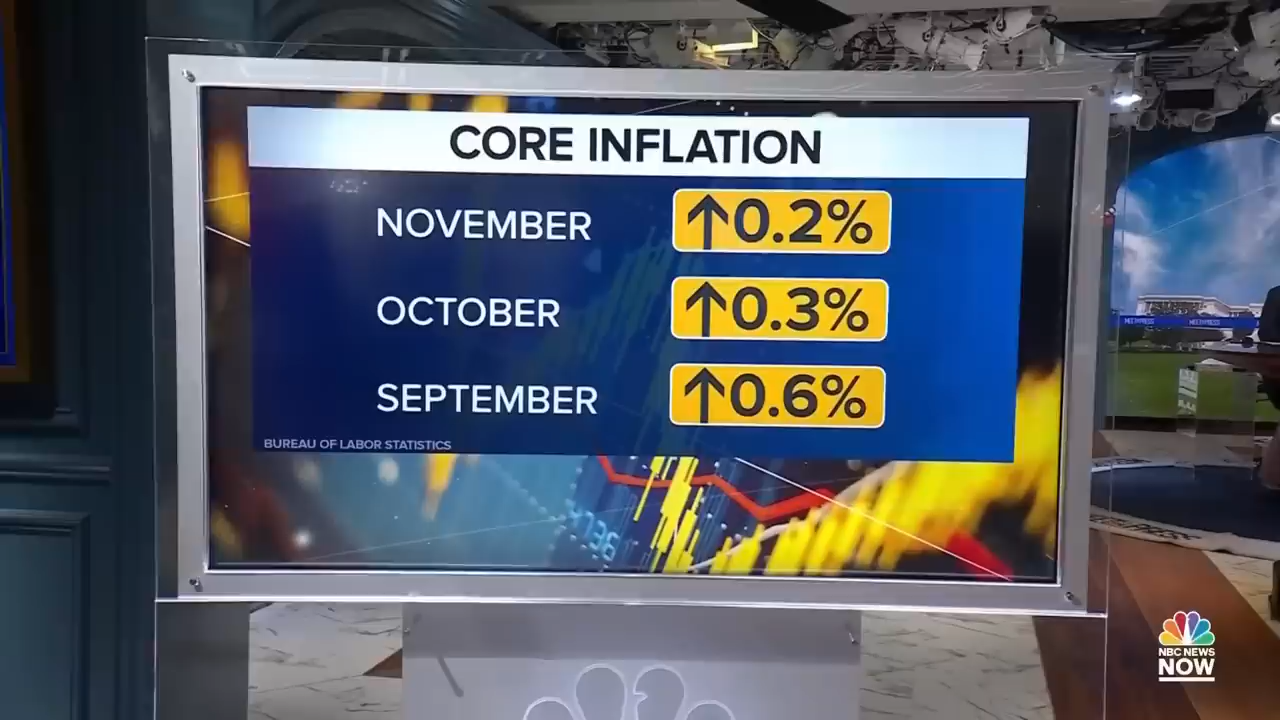 CORE INFLATION
NOVEMBER ↑0.2%
OCTOBER ↑0.3%
SEPTEMBER ↑0.6%
BUREAU OF LABOR STATISTICS
NBC NEWS
NOW